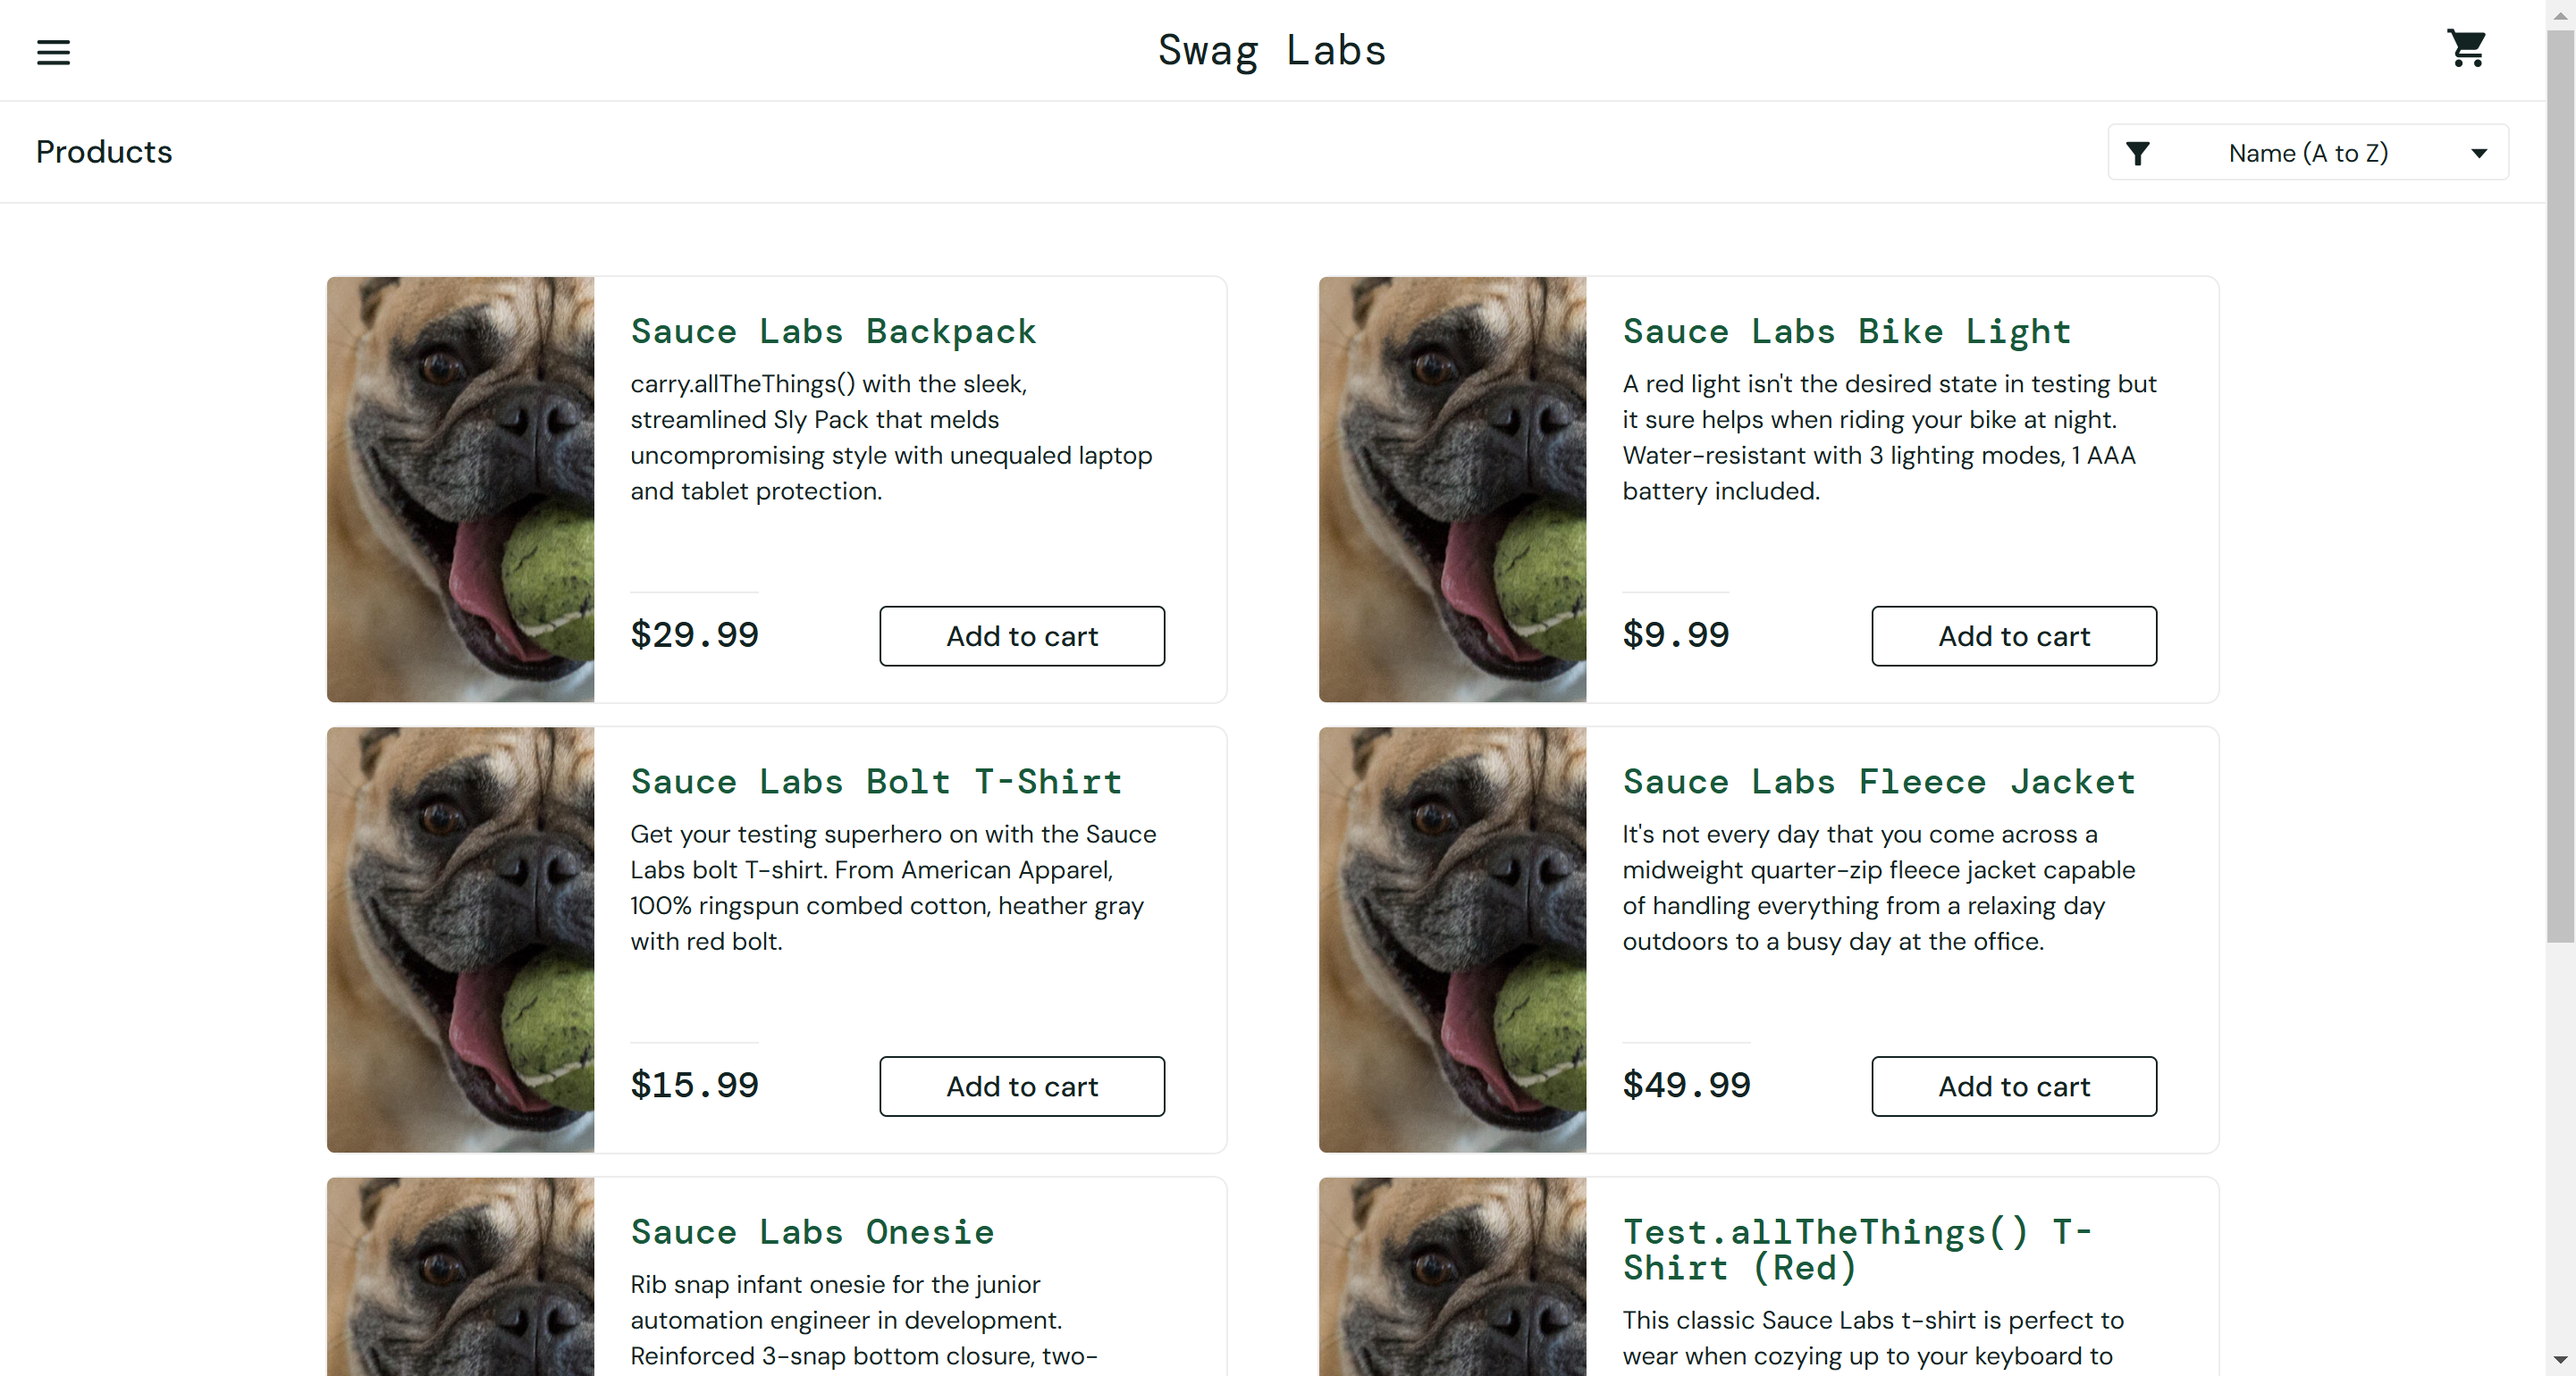 Swag Labs
Products
Name (A to Z)
Sauce Labs Backpack
carry.allTheThings() with the sleek,
streamlined Sly Pack that melds
uncompromising style with unequaled laptop
and tablet protection.
$29.99
Add to cart
Sauce Labs Bike Light
A red light isn't the desired state in testing but
it sure helps when riding your bike at night.
Water-resistant with 3 lighting modes, 1 AAA
battery included.
$9.99
Add to cart
Sauce Labs Bolt T-Shirt
Get your testing superhero on with the Sauce
Labs bolt T-shirt. From American Apparel,
100% ringspun combed cotton, heather gray
with red bolt.
$15.99
Add to cart
Sauce Labs Fleece Jacket
It's not every day that you come across a
midweight quarter-zip fleece jacket capable
of handling everything from a relaxing day
outdoors to a busy day at the office.
$49.99
Add to cart
Sauce Labs Onesie
Rib snap infant onesie for the junior
automation engineer in development.
Reinforced 3-snap bottom closure, two-
Test.allTheThings() T-
Shirt (Red)
This classic Sauce Labs t-shirt is perfect to
wear when cozying up to your keyboard to